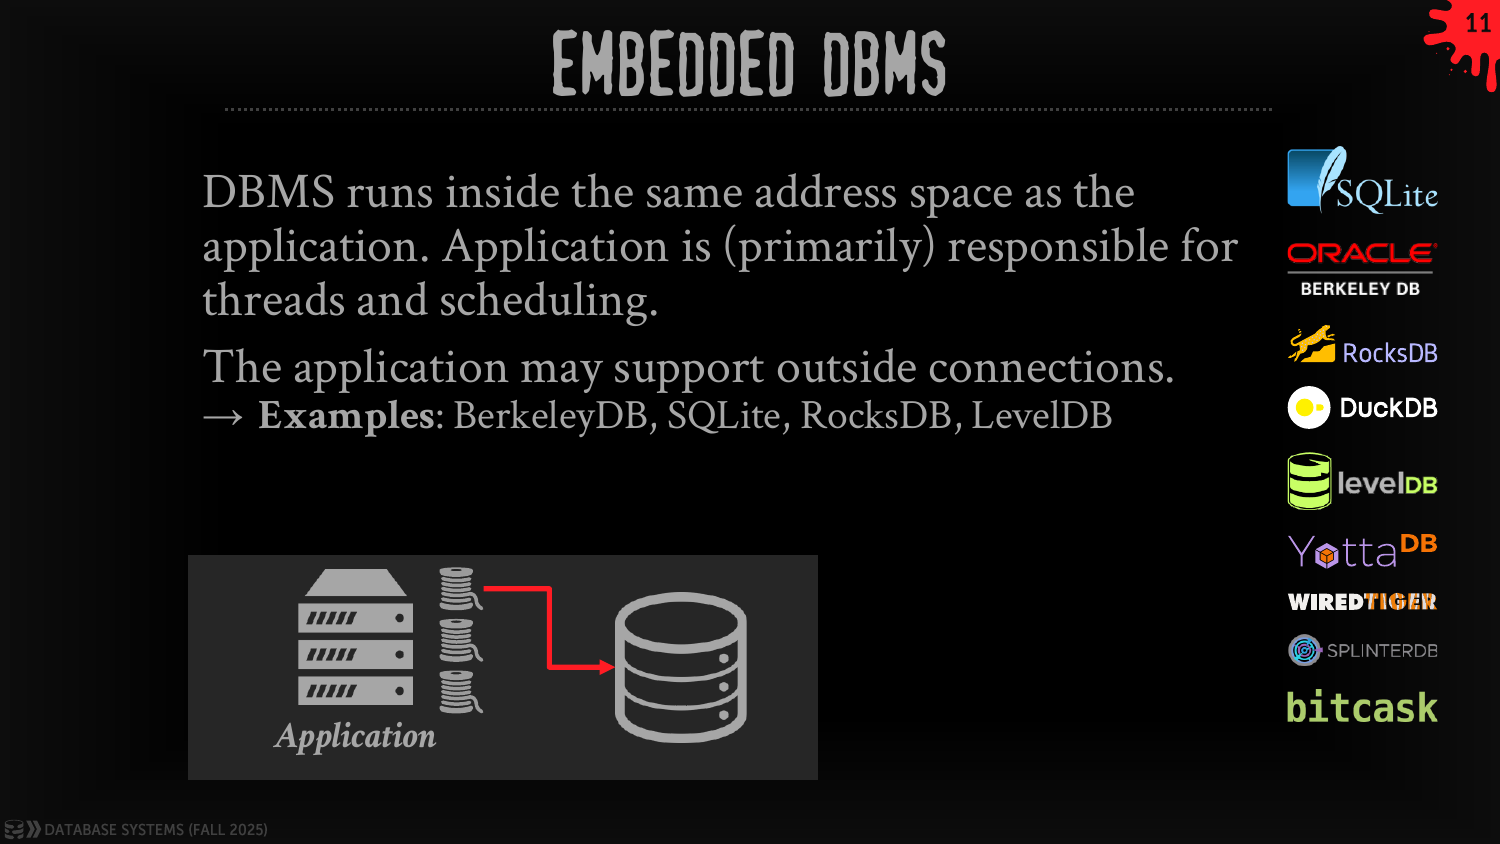 11
EMBEDDED DBMS
DBMS runs inside the same address space as the
application. Application is (primarily) responsible for
threads and scheduling.
The application may support outside connections.
→ Examples: BerkeleyDB, SQLite, RocksDB, LevelDB
Application
SQLite
ORACLE®
BERKELEY DB
RocksDB
DuckDB
levelDB
YottaDB
WIREDTIGER
SPLINTERDB
bitcask
DATABASE SYSTEMS (FALL 2025)